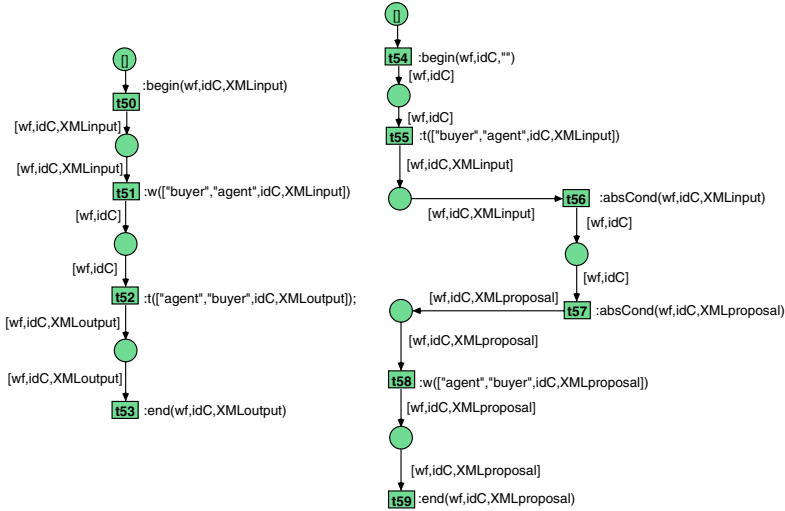 []
:begin(wf,idC,XMLinput)
t50
[wf,idC,XMLinput]
[wf,idC,XMLinput]
t51 :w(["buyer","agent",idC,XMLinput])
[wf,idC]
[wf,idC]
t52 :t(["agent","buyer",idC,XMLoutput]);
[wf,idC,XMLoutput]
[wf,idC,XMLoutput]
t53 :end(wf,idC,XMLoutput)
[]
t54 :begin(wf,idC,"")
[wf,idC]
[wf,idC]
t55 :t(["buyer","agent",idC,XMLinput])
[wf,idC,XMLinput]
[wf,idC,XMLinput]
t56 :absCond(wf,idC,XMLinput)
[wf,idC]
[wf,idC]
t57 :absCond(wf,idC,XMLproposal)
[wf,idC,XMLproposal]
[wf,idC,XMLproposal]
t58 :w(["agent","buyer",idC,XMLproposal])
[wf,idC,XMLproposal]
[wf,idC,XMLproposal]
t59 :end(wf,idC,XMLproposal)